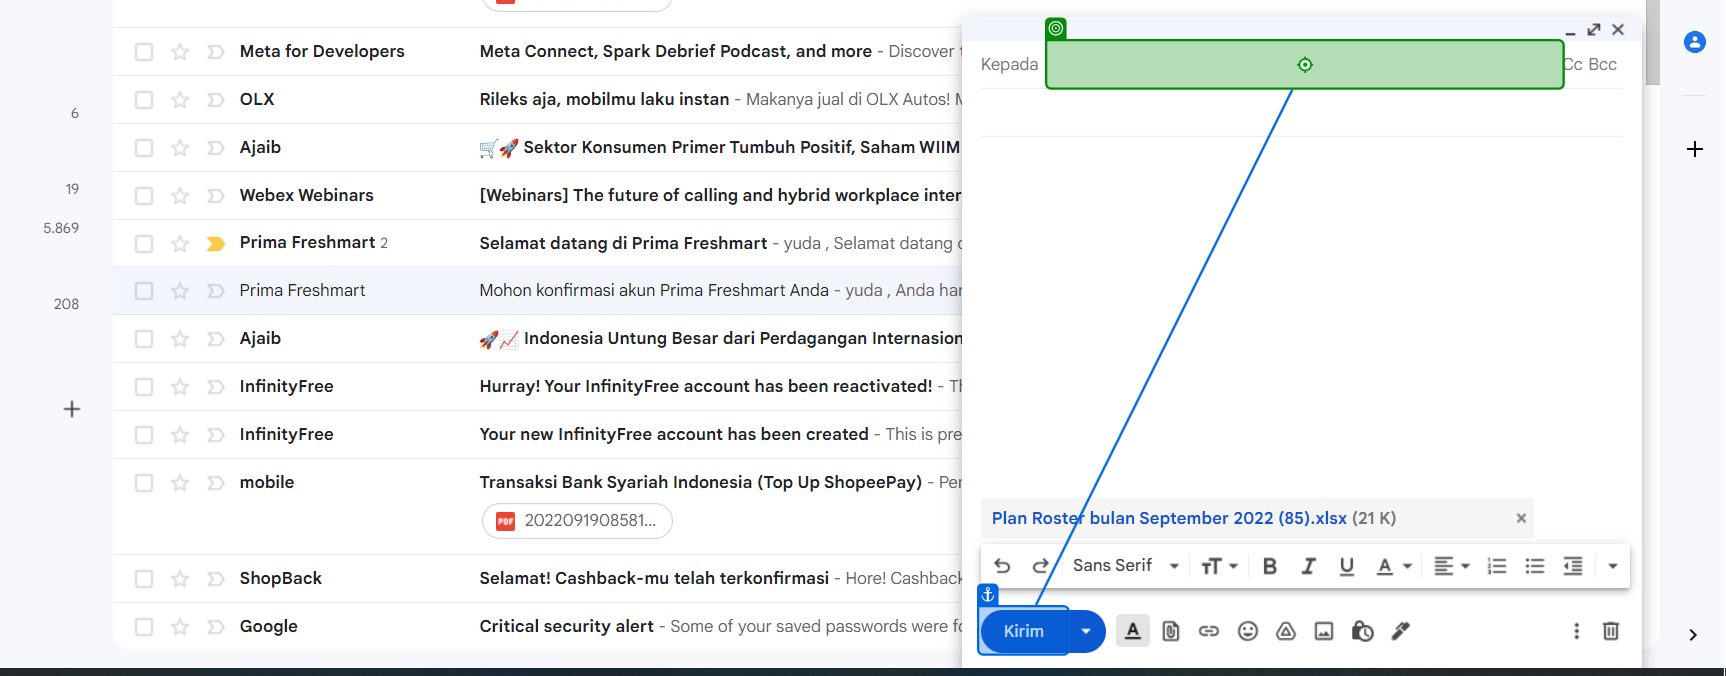 Meta for Developers Meta Connect, Spark Debrief Podcast, and more - Discover
OLX Rileks aja, mobilmu laku instan - Makanya jual di OLX Autos!
Ajaib 🛒🚀 Sektor Konsumen Primer Tumbuh Positif, Saham WIIM
Webex Webinars [Webinars] The future of calling and hybrid workplace inter
Prima Freshmart 2 Selamat datang di Prima Freshmart - yuda , Selamat datang
Prima Freshmart Mohon konfirmasi akun Prima Freshmart Anda - yuda , Anda har
Ajaib 🚀📈 Indonesia Untung Besar dari Perdagangan Internasion
InfinityFree Hurray! Your InfinityFree account has been reactivated! - Th
InfinityFree Your new InfinityFree account has been created - This is pre
mobile Transaksi Bank Syariah Indonesia (Top Up ShopeePay) - Per
PDF 2022091908581...
ShopBack Selamat! Cashback-mu telah terkonfirmasi - Hore! Cashback
Google Critical security alert - Some of your saved passwords were fo
6
19
5.869
208
Kepada Cc Bcc
Plan Roster bulan September 2022 (85).xlsx (21 K)
Sans Serif
Kirim